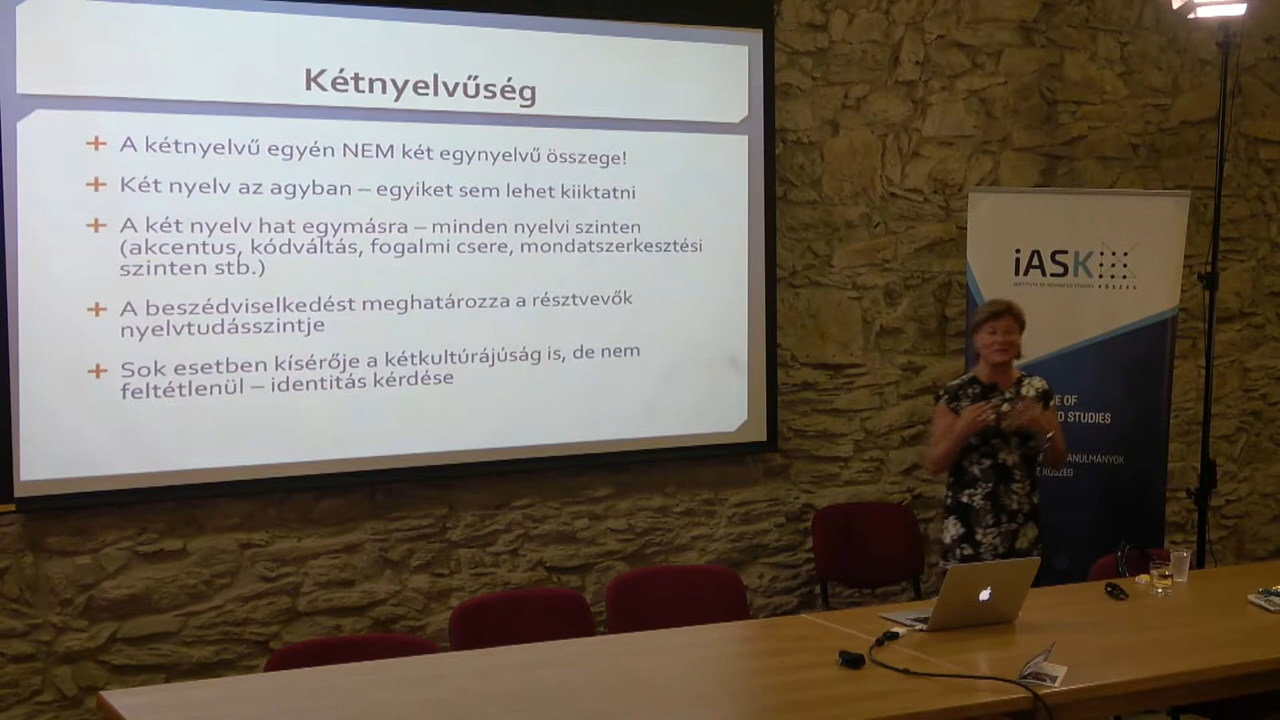 Kétnyelvűség
+ A kétnyelvű egyén NEM két egynyelvű összege!
+ Két nyelv az agyban – egyiket sem lehet kiiktatni
+ A két nyelv hat egymásra – minden nyelvi szinten
(akcentus, kódváltás, fogalmi csere, mondatszerkesztési
szinten stb.)
+ A beszédviselkedést meghatározza a résztvevők
nyelvtudásszintje
+ Sok esetben kísérője a kétkultúrájúság is, de nem
feltétlenül – identitás kérdése
iASK
INSTITUTE OF ADVANCED STUDIES KŐSZEG
OF
STUDIES
TANULMÁNYOK
KŐSZEG